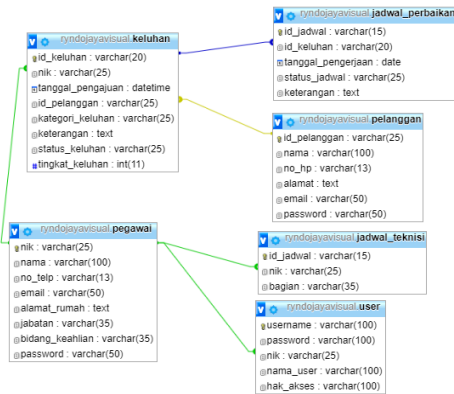 ryndojayavisual.keluhan
id_keluhan : varchar(20)
nik : varchar(25)
tanggal_pengajuan : datetime
id_pelanggan : varchar(25)
kategori_keluhan : varchar(25)
keterangan : text
status_keluhan : varchar(25)
tingkat_keluhan : int(11)
ryndojayavisual.jadwal_perbaikan
id_jadwal : varchar(15)
id_keluhan : varchar(20)
tanggal_pengerjaan : date
status_jadwal : varchar(25)
keterangan : text
ryndojayavisual.pelanggan
id_pelanggan : varchar(25)
nama : varchar(100)
no_hp : varchar(13)
alamat : text
email : varchar(50)
password : varchar(50)
ryndojayavisual.pegawai
nik : varchar(25)
nama : varchar(100)
no_telp : varchar(13)
email : varchar(50)
alamat_rumah : text
jabatan : varchar(35)
bidang_keahlian : varchar(35)
password : varchar(50)
ryndojayavisual.jadwal_teknisi
id_jadwal : varchar(15)
nik : varchar(25)
bagian : varchar(35)
ryndojayavisual.user
username : varchar(100)
password : varchar(100)
nik : varchar(25)
nama_user : varchar(100)
hak_akses : varchar(100)